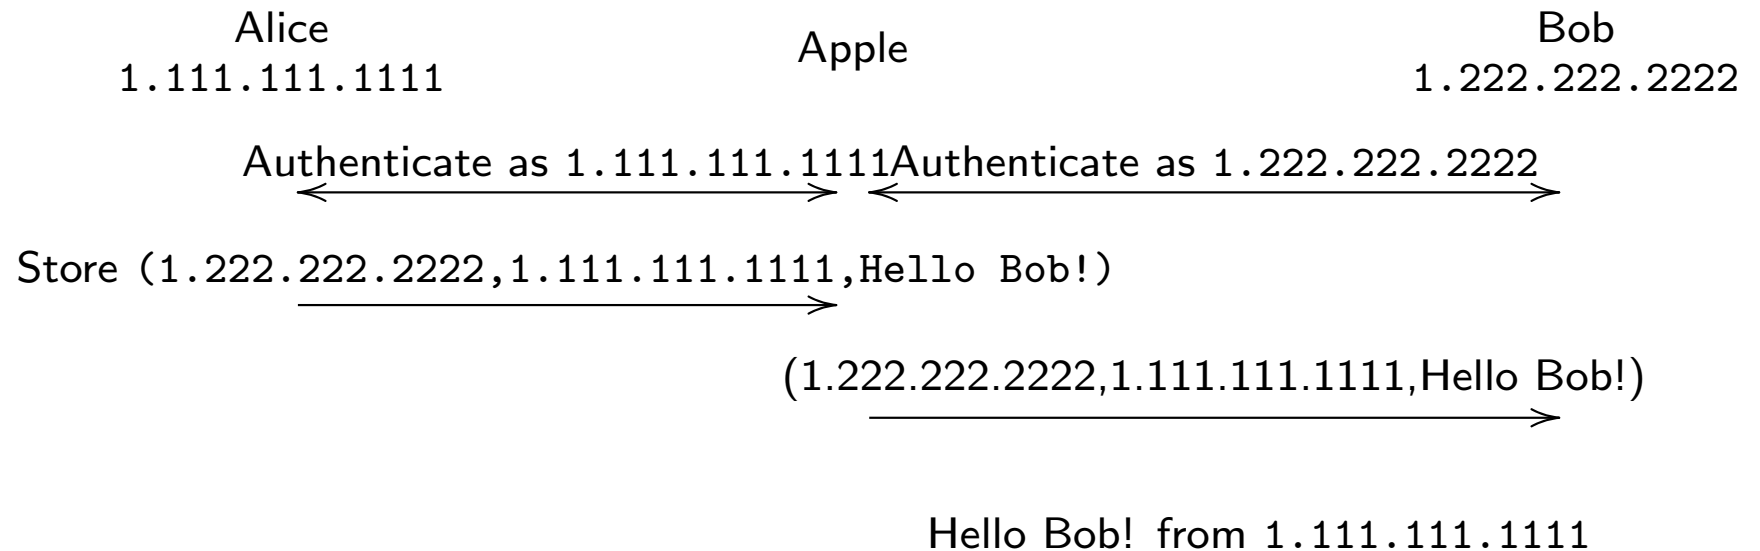 Alice
1.111.111.1111
Apple
Bob
1.222.222.2222
Authenticate as 1.111.111.1111
Authenticate as 1.222.222.2222
Store (1.222.222.2222,1.111.111.1111,Hello Bob!)
(1.222.222.2222,1.111.111.1111,Hello Bob!)
Hello Bob! from 1.111.111.1111